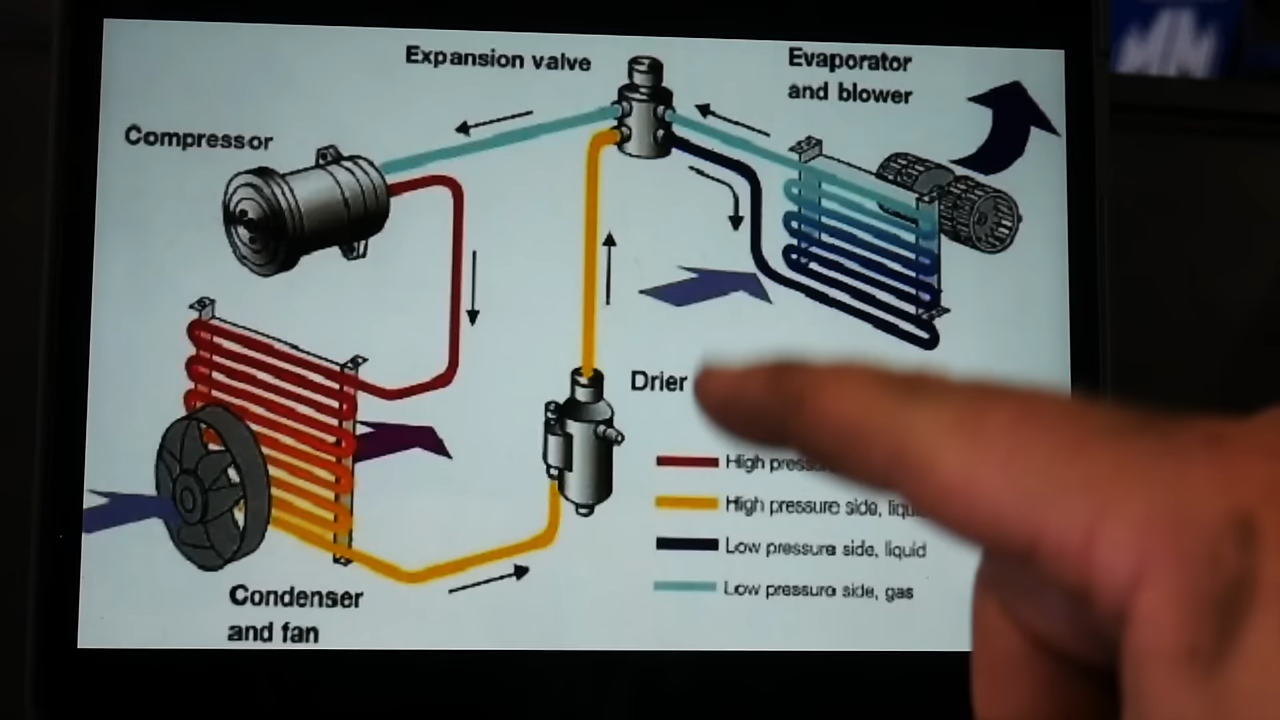 Expansion valve
Evaporator
and blower
Compressor
Drier
High
High pressure side,
Low pressure side, liquid
Low pressure side, gas
Condenser
and fan